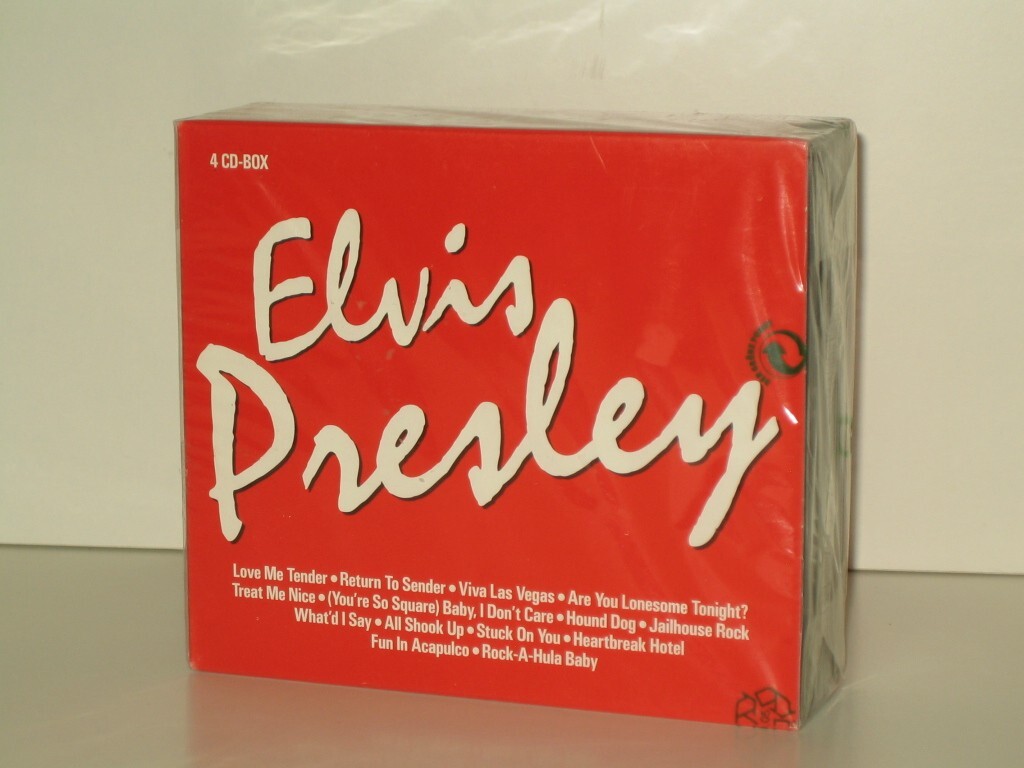 4 CD-BOX
Elvis
Presley
Love Me Tender • Return To Sender • Viva Las Vegas • Are You Lonesome Tonight?
Treat Me Nice • (You're So Square) Baby, I Don't Care • Hound Dog • Jailhouse Rock
What'd I Say • All Shook Up • Stuck On You • Heartbreak Hotel
Fun In Acapulco • Rock-A-Hula Baby